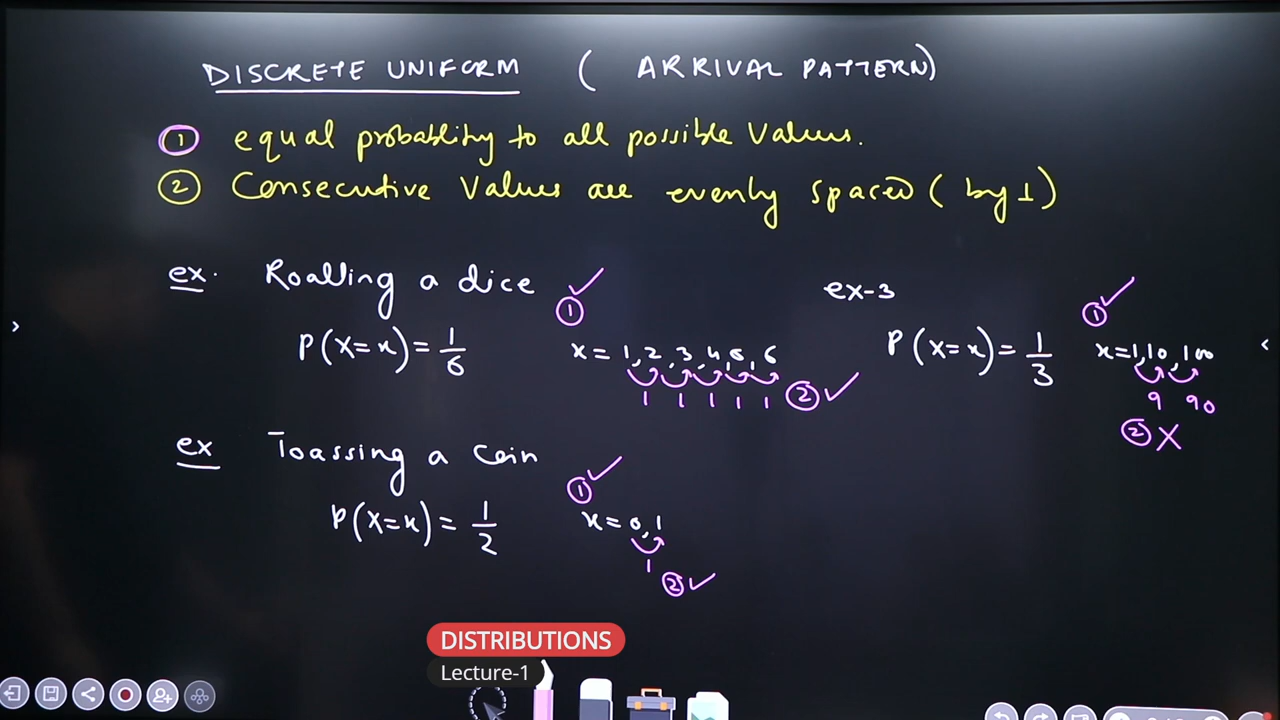 DISCRETE UNIFORM ( ARRIVAL PATTERN)
① equal probablity to all possible Values.
② Consecutive Values are evenly spaced ( by 1 )
ex. Roalling a dice
① ✓
P(X=x) = 1/6
x = 1, 2, 3, 4, 5, 6
1 1 1 1 1
② ✓
ex-3
① ✓
P(X=x) = 1/3
x=1,10,100
9 90
② X
ex Toassing a Coin
① ✓
P(X=x) = 1/2
x = 0,1
1
② ✓
DISTRIBUTIONS
Lecture-1